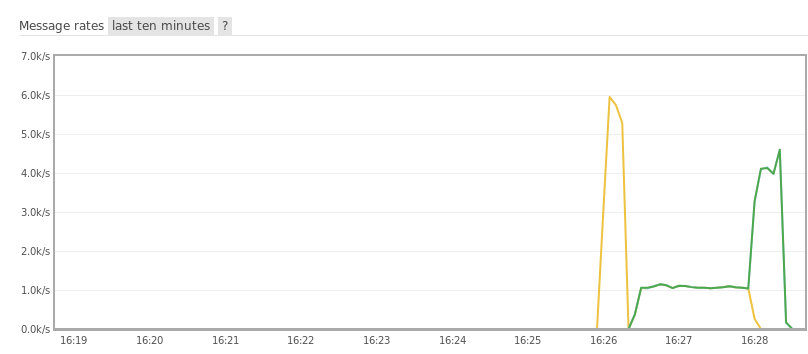 Message rates last ten minutes ?
7.0k/s
6.0k/s
5.0k/s
4.0k/s
3.0k/s
2.0k/s
1.0k/s
0.0k/s
16:19 16:20 16:21 16:22 16:23 16:24 16:25 16:26 16:27 16:28